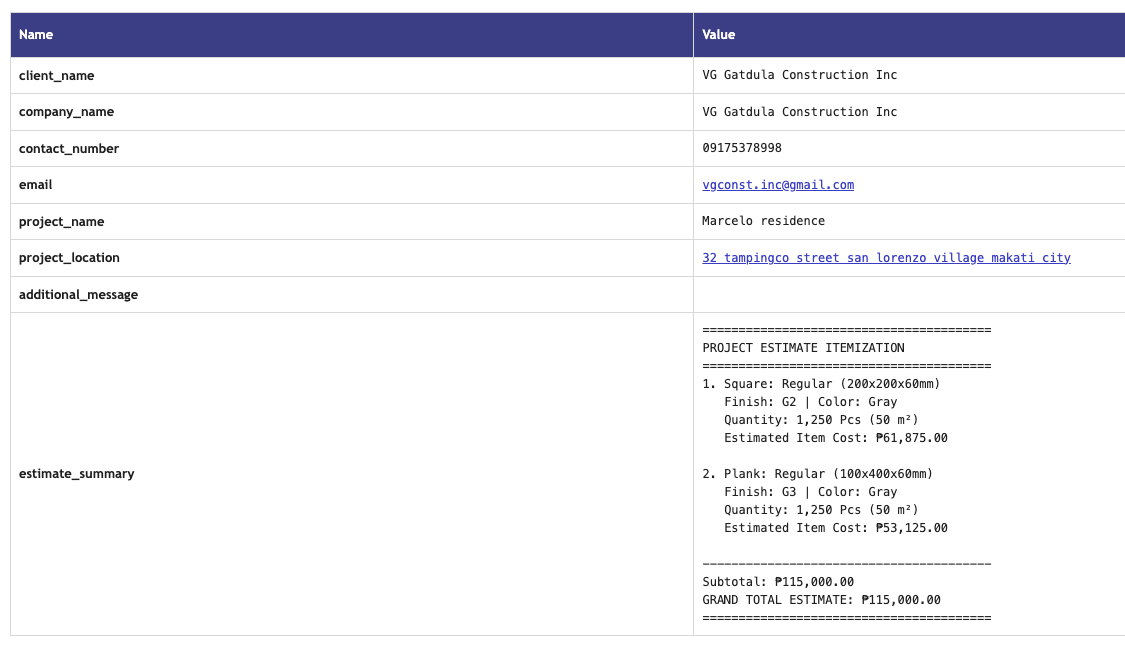 Name Value
client_name VG Gatdula Construction Inc
company_name VG Gatdula Construction Inc
contact_number 09175378998
email vgconst.inc@gmail.com
project_name Marcelo residence
project_location 32 tampingco street san lorenzo village makati city
additional_message
estimate_summary
========================================
PROJECT ESTIMATE ITEMIZATION
========================================
1. Square: Regular (200x200x60mm)
   Finish: G2 | Color: Gray
   Quantity: 1,250 Pcs (50 m²)
   Estimated Item Cost: ₱61,875.00

2. Plank: Regular (100x400x60mm)
   Finish: G3 | Color: Gray
   Quantity: 1,250 Pcs (50 m²)
   Estimated Item Cost: ₱53,125.00

----------------------------------------
Subtotal: ₱115,000.00
GRAND TOTAL ESTIMATE: ₱115,000.00
========================================